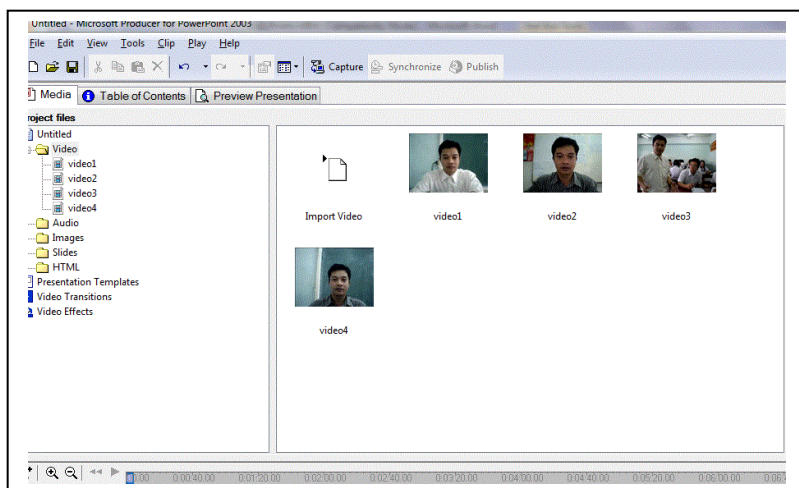 Untitled - Microsoft Producer for PowerPoint 2003
File Edit View Tools Clip Play Help
Capture Synchronize Publish
Media Table of Contents Preview Presentation
roject files
Untitled
Video
video1
video2
video3
video4
Audio
Images
Slides
HTML
Presentation Templates
Video Transitions
Video Effects
Import Video video1 video2 video3
video4
0:00'40.00 0:01:20.00 0:02'00.00 0:02'40.00 0:03'20.00 0:04'00.00 0:04'40.00 0:05'20.00 0:06'00.00